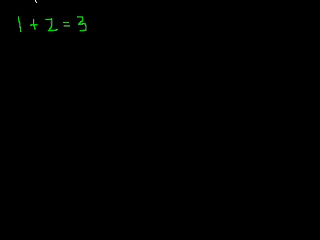 1 + 2 = 3